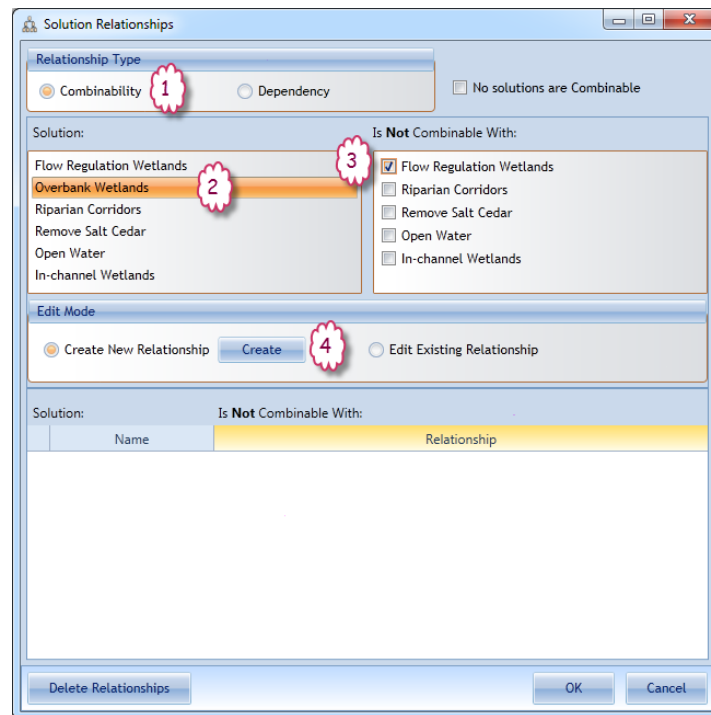 Solution Relationships
Relationship Type
Combinability 1 Dependency
No solutions are Combinable
Solution: Is Not Combinable With:
Flow Regulation Wetlands
Overbank Wetlands 2
Riparian Corridors
Remove Salt Cedar
Open Water
In-channel Wetlands
3 Flow Regulation Wetlands
Riparian Corridors
Remove Salt Cedar
Open Water
In-channel Wetlands
Edit Mode
Create New Relationship Create 4 Edit Existing Relationship
Solution: Is Not Combinable With:
Name Relationship
Delete Relationships OK Cancel